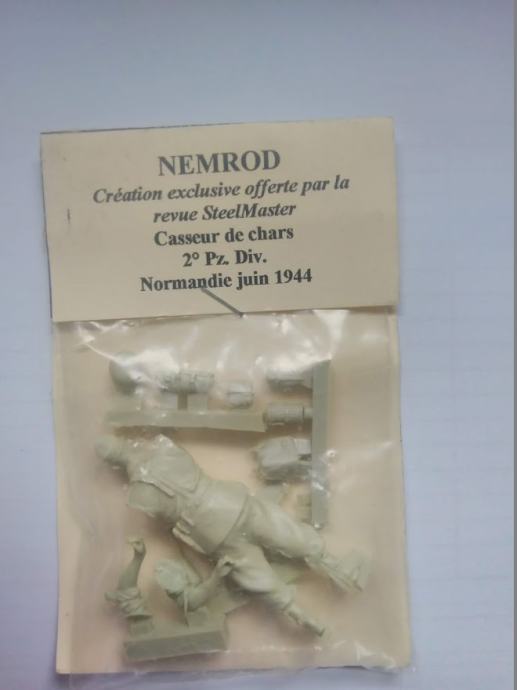 NEMROD
Création exclusive offerte par la
revue SteelMaster
Casseur de chars
2° Pz. Div.
Normandie juin 1944